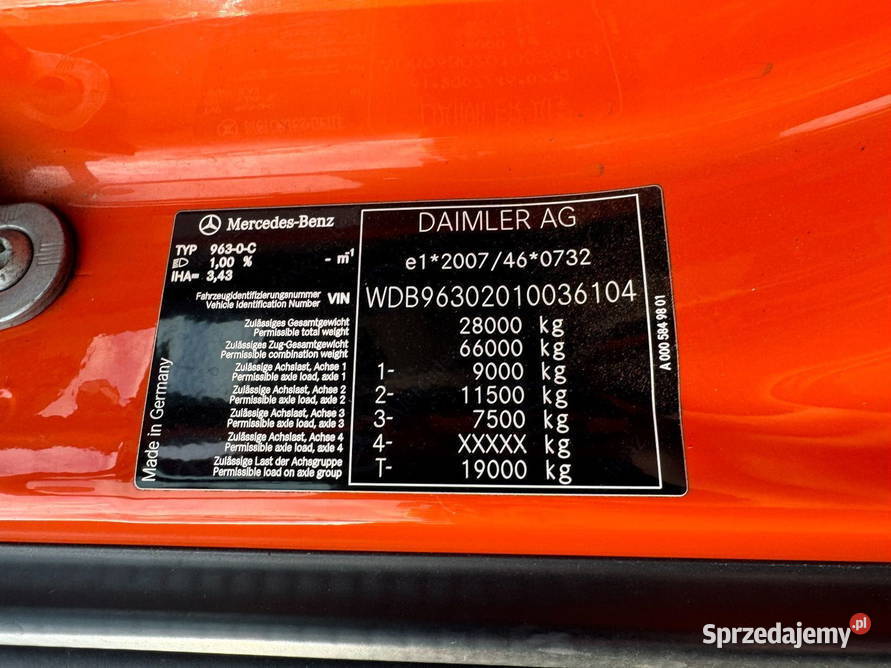 Mercedes-Benz
TYP 963-0-C
1,00 % - m⁻¹
IHA= 3,43
DAIMLER AG
e1*2007/46*0732
Fahrzeugidentifizierungsnummer
Vehicle Identification Number VIN WDB96302010036104
Zulässiges Gesamtgewicht
Permissible total weight 28000 kg
Zulässiges Zug-Gesamtgewicht
Permissible combination weight 66000 kg
Zulässige Achslast, Achse 1
Permissible axle load, axle 1 1- 9000 kg
Zulässige Achslast, Achse 2
Permissible axle load, axle 2 2- 11500 kg
Zulässige Achslast, Achse 3
Permissible axle load, axle 3 3- 7500 kg
Zulässige Achslast, Achse 4
Permissible axle load, axle 4 4- XXXXX kg
Zulässige Last der Achsgruppe
Permissible load on axle group T- 19000 kg
Made in Germany
A 000 584 98 01
Sprzedajemy.pl